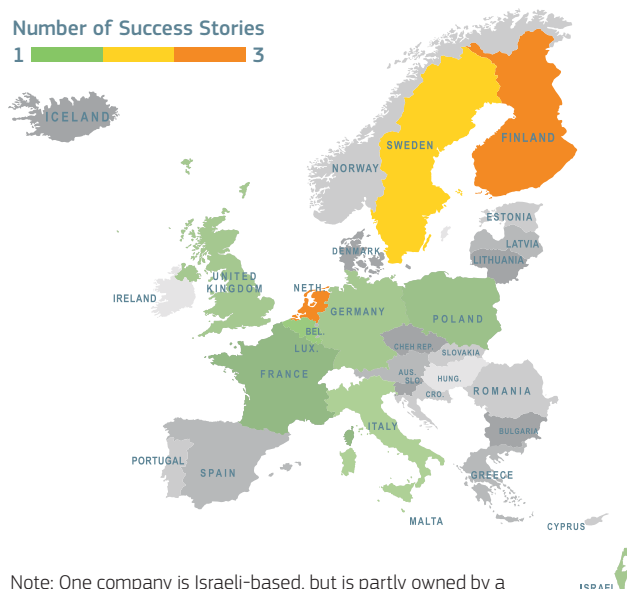 Number of Success Stories
1 3
ICELAND
SWEDEN
FINLAND
NORWAY
ESTONIA
LATVIA
LITHUANIA
DENMARK
UNITED
KINGDOM
IRELAND
NETH.
GERMANY
BEL.
POLAND
LUX.
CHEH REP.
SLOVAKIA
FRANCE
AUS.
SLO.
HUNG.
ROMANIA
CRO.
ITALY
BULGARIA
PORTUGAL
SPAIN
GREECE
MALTA
CYPRUS
Note: One company is Israeli-based, but is partly owned by a
ISRAEL